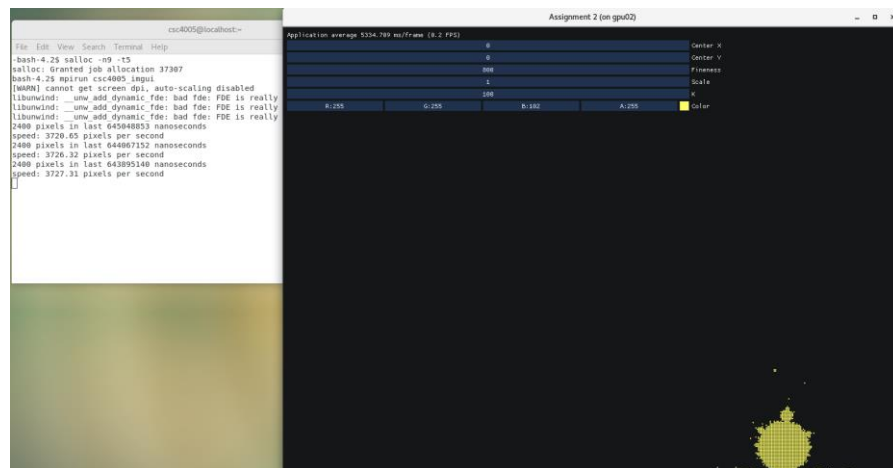 csc4005@localhost:~
File Edit View Search Terminal Help
-bash-4.2$ salloc -n9 -t5
salloc: Granted job allocation 37307
bash-4.2$ mpirun csc4005_imgui
[WARN] cannot get screen dpi, auto-scaling disabled
libunwind: __unw_add_dynamic_fde: bad fde: FDE is really
libunwind: __unw_add_dynamic_fde: bad fde: FDE is really
libunwind: __unw_add_dynamic_fde: bad fde: FDE is really
2400 pixels in last 645048853 nanoseconds
speed: 3720.65 pixels per second
2400 pixels in last 644067152 nanoseconds
speed: 3726.32 pixels per second
2400 pixels in last 643895140 nanoseconds
speed: 3727.31 pixels per second
Assignment 2 (on gpu02)
Application average 5334.709 ms/frame (0.2 FPS)
0 Center X
0 Center Y
900 Fineness
1 Scale
100 K
R:255 G:255 B:102 A:255 Color